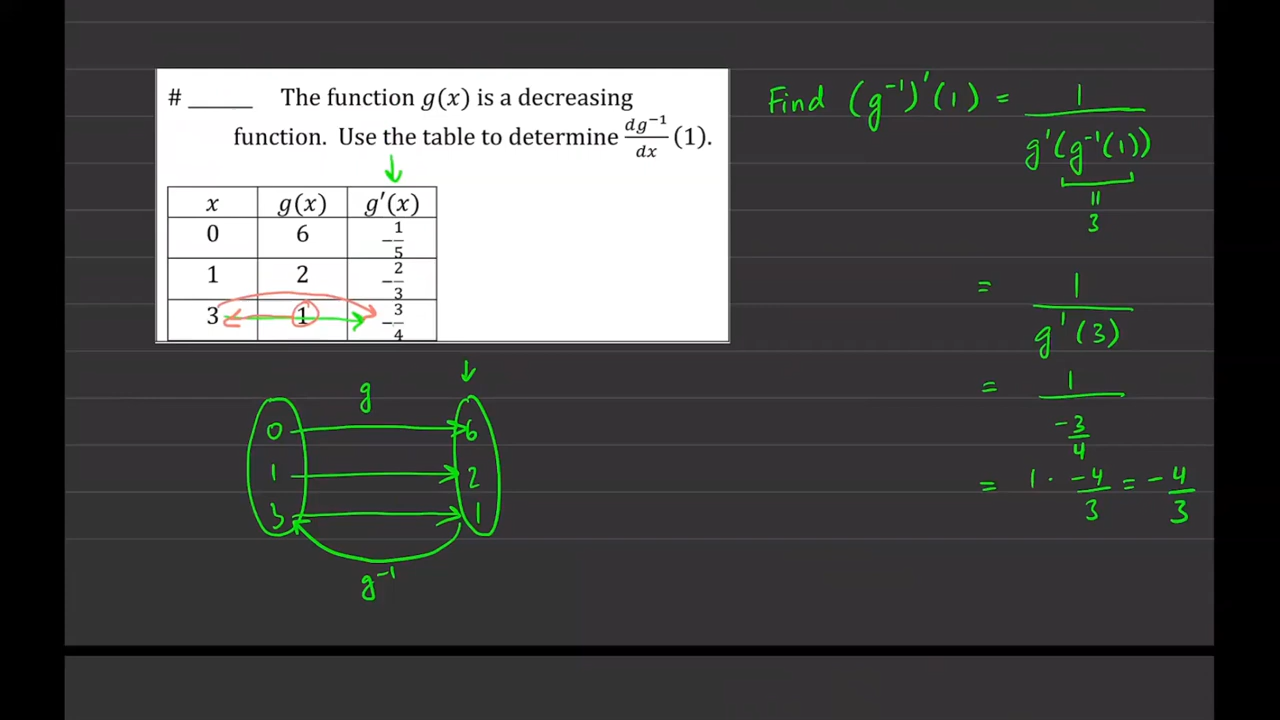 # _____ The function g(x) is a decreasing
function. Use the table to determine dg⁻¹/dx (1).
x g(x) g′(x)
0 6 −1/5
1 2 −2/3
3 1 −3/4
Find (g⁻¹)′(1) = 1/(g′(g⁻¹(1)))
=
3
= 1/(g′(3))
= 1/(−3/4)
= 1 · −4/3 = −4/3
g
0 6
1 2
3 1
g⁻¹